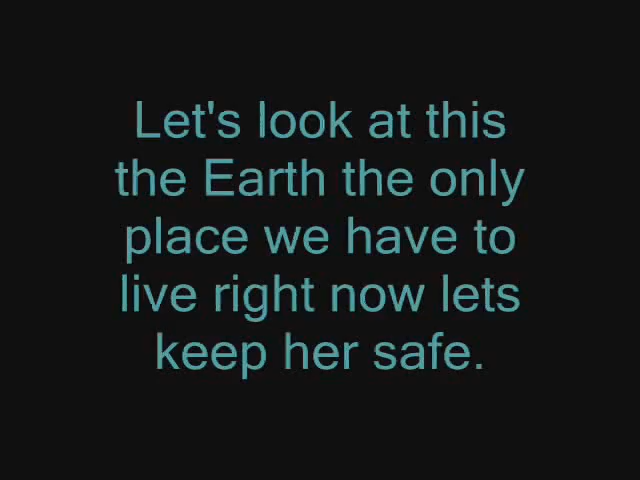 Let's look at this
the Earth the only
place we have to
live right now lets
keep her safe.